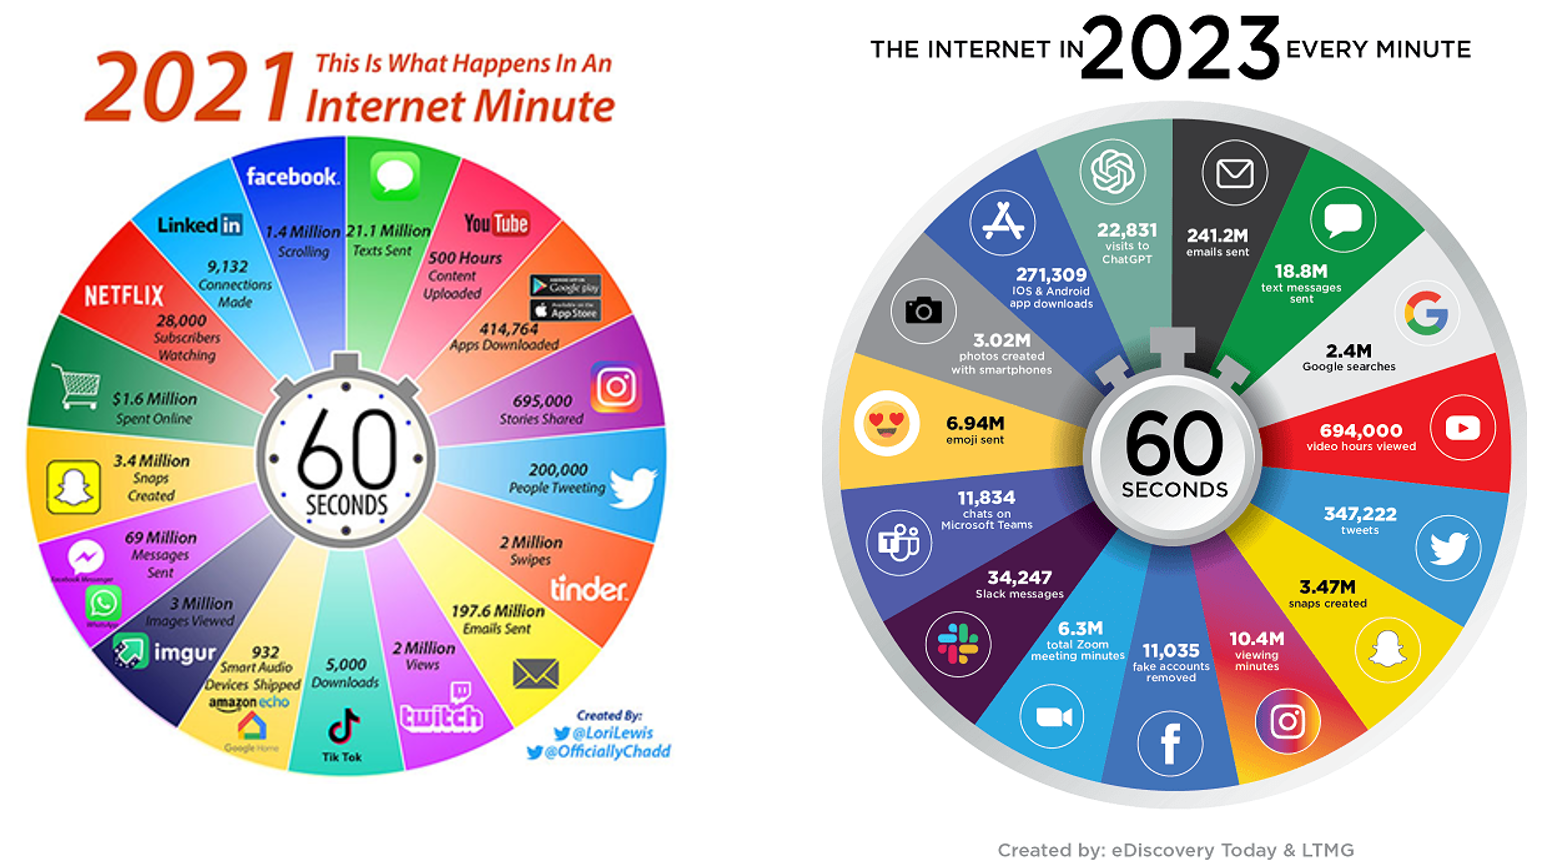 2021 This Is What Happens In An
Internet Minute
facebook.
1.4 Million
Scrolling
21.1 Million
Texts Sent
YouTube
500 Hours
Content
Uploaded
Google play
Available on the
App Store
414,764
Apps Downloaded
695,000
Stories Shared
200,000
People Tweeting
2 Million
Swipes
tinder
197.6 Million
Emails Sent
2 Million
Views
twitch
5,000
Downloads
Tik Tok
932
Smart Audio
Devices Shipped
amazon echo
Google Home
3 Million
Images Viewed
imgur
69 Million
Messages
Sent
Facebook Messenger
WhatsApp
3.4 Million
Snaps
Created
$1.6 Million
Spent Online
NETFLIX
28,000
Subscribers
Watching
Linked in
9,132
Connections
Made
60
SECONDS
Created By:
@LoriLewis
@OfficiallyChadd
THE INTERNET IN 2023 EVERY MINUTE
241.2M
emails sent
18.8M
text messages
sent
2.4M
Google searches
694,000
video hours viewed
347,222
tweets
3.47M
snaps created
10.4M
viewing
minutes
11,035
fake accounts
removed
6.3M
total Zoom
meeting minutes
34,247
Slack messages
11,834
chats on
Microsoft Teams
6.94M
emoji sent
3.02M
photos created
with smartphones
271,309
IOS & Android
app downloads
22,831
visits to
ChatGPT
60
SECONDS
Created by: eDiscovery Today & LTMG